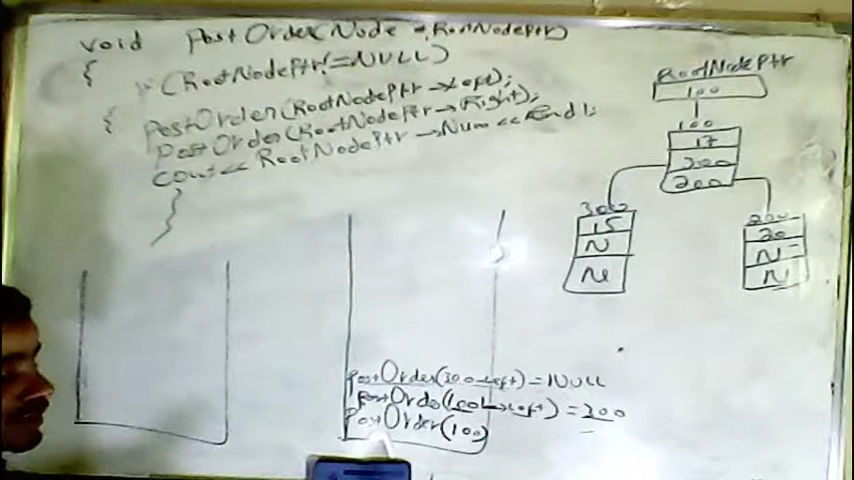 void PostOrder(Node *RootNodePtr)
{ if (RootNodePtr!=NULL)
{ PostOrder(RootNodePtr→Left);
PostOrder(RootNodePtr→Right);
cout<< RootNodePtr→Num<<endl;
}
RootNodePtr
100
100
17
300
200
300
15
N
N
200
20
N
N
PostOrder(300→Left) = NULL
PostOrder(100→Left) = 300
PostOrder(100)